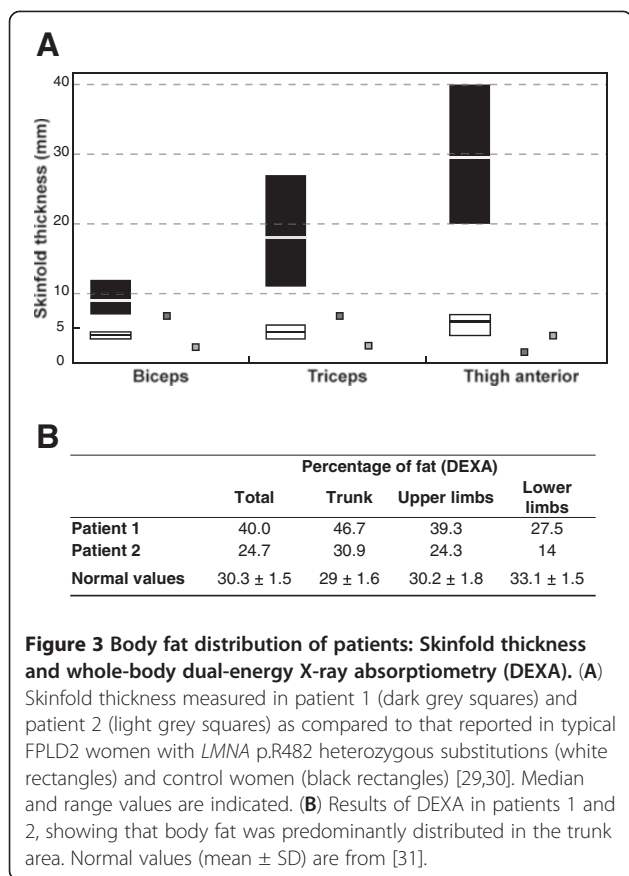 A
Skinfold thickness (mm)
40
30
20
10
5
0
Biceps Triceps Thigh anterior
B
Percentage of fat (DEXA)
Total Trunk Upper limbs Lower limbs
Patient 1 40.0 46.7 39.3 27.5
Patient 2 24.7 30.9 24.3 14
Normal values 30.3 ± 1.5 29 ± 1.6 30.2 ± 1.8 33.1 ± 1.5
Figure 3 Body fat distribution of patients: Skinfold thickness
and whole-body dual-energy X-ray absorptiometry (DEXA). (A)
Skinfold thickness measured in patient 1 (dark grey squares) and
patient 2 (light grey squares) as compared to that reported in typical
FPLD2 women with LMNA p.R482 heterozygous substitutions (white
rectangles) and control women (black rectangles) [29,30]. Median
and range values are indicated. (B) Results of DEXA in patients 1 and
2, showing that body fat was predominantly distributed in the trunk
area. Normal values (mean ± SD) are from [31].